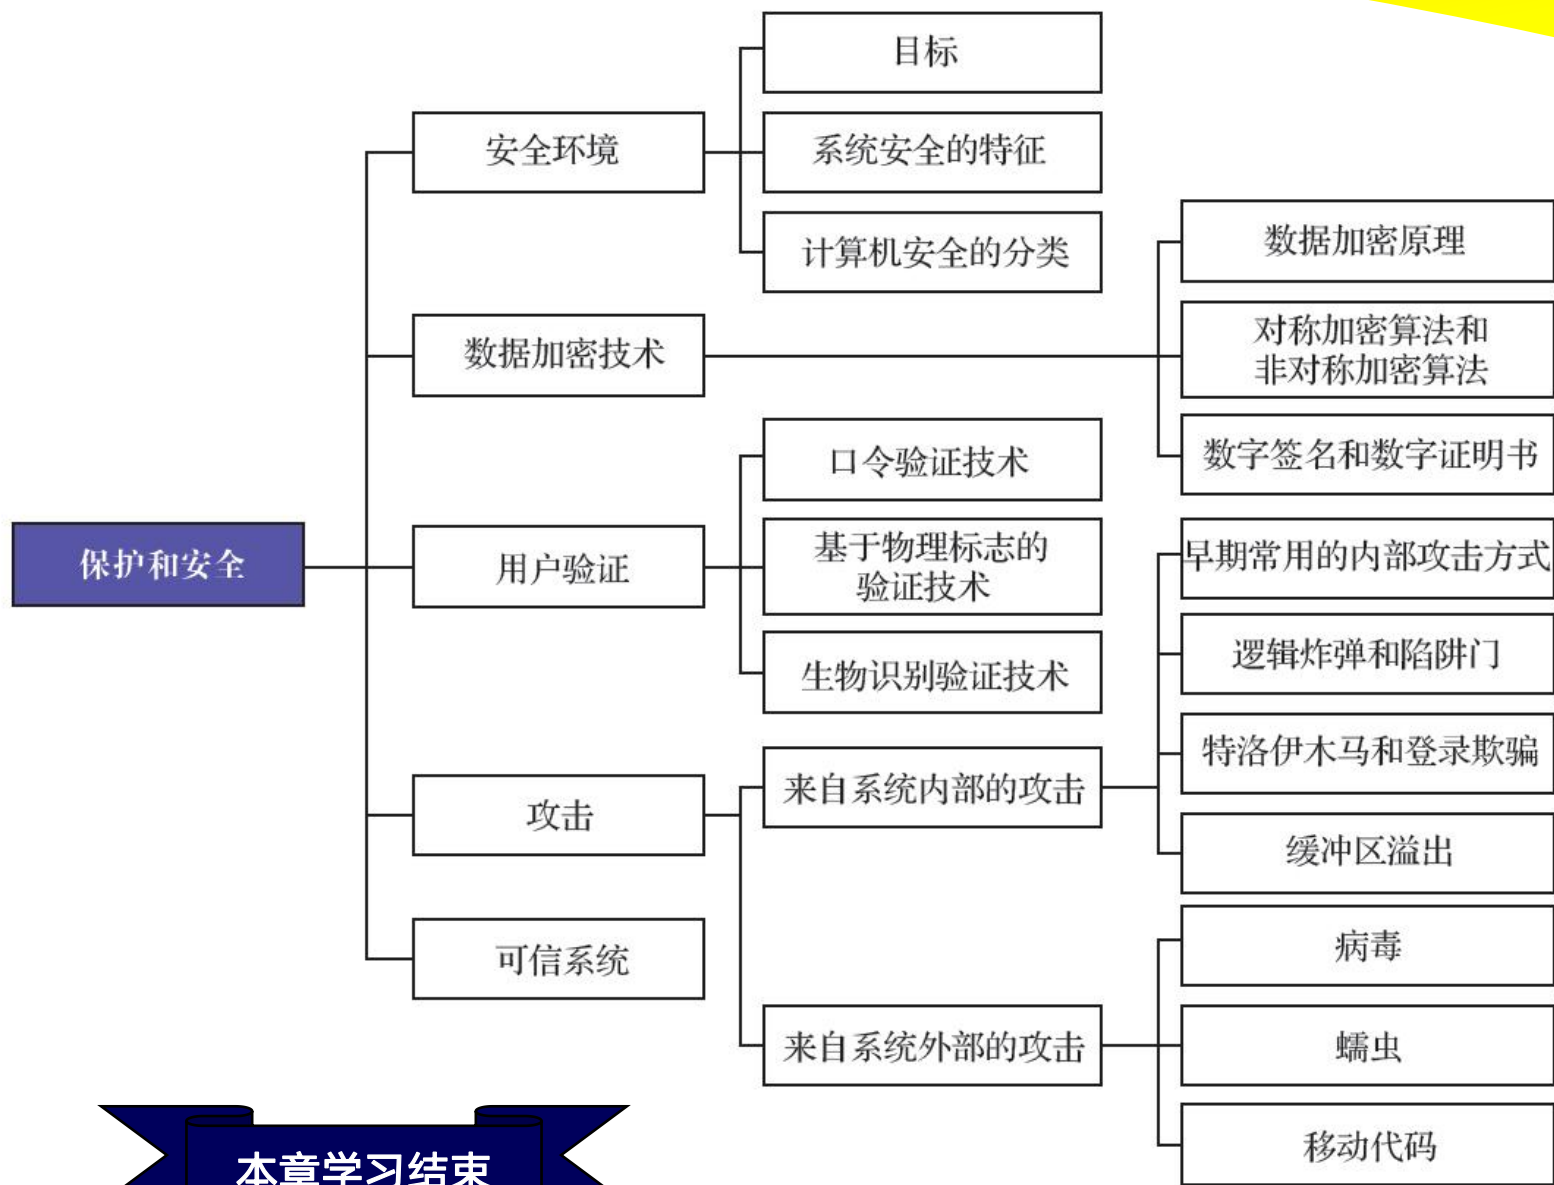 保护和安全
安全环境
目标
系统安全的特征
计算机安全的分类
数据加密技术
数据加密原理
对称加密算法和
非对称加密算法
数字签名和数字证明书
用户验证
口令验证技术
基于物理标志的
验证技术
生物识别验证技术
攻击
来自系统内部的攻击
早期常用的内部攻击方式
逻辑炸弹和陷阱门
特洛伊木马和登录欺骗
缓冲区溢出
来自系统外部的攻击
病毒
蠕虫
移动代码
可信系统
本章学习结束